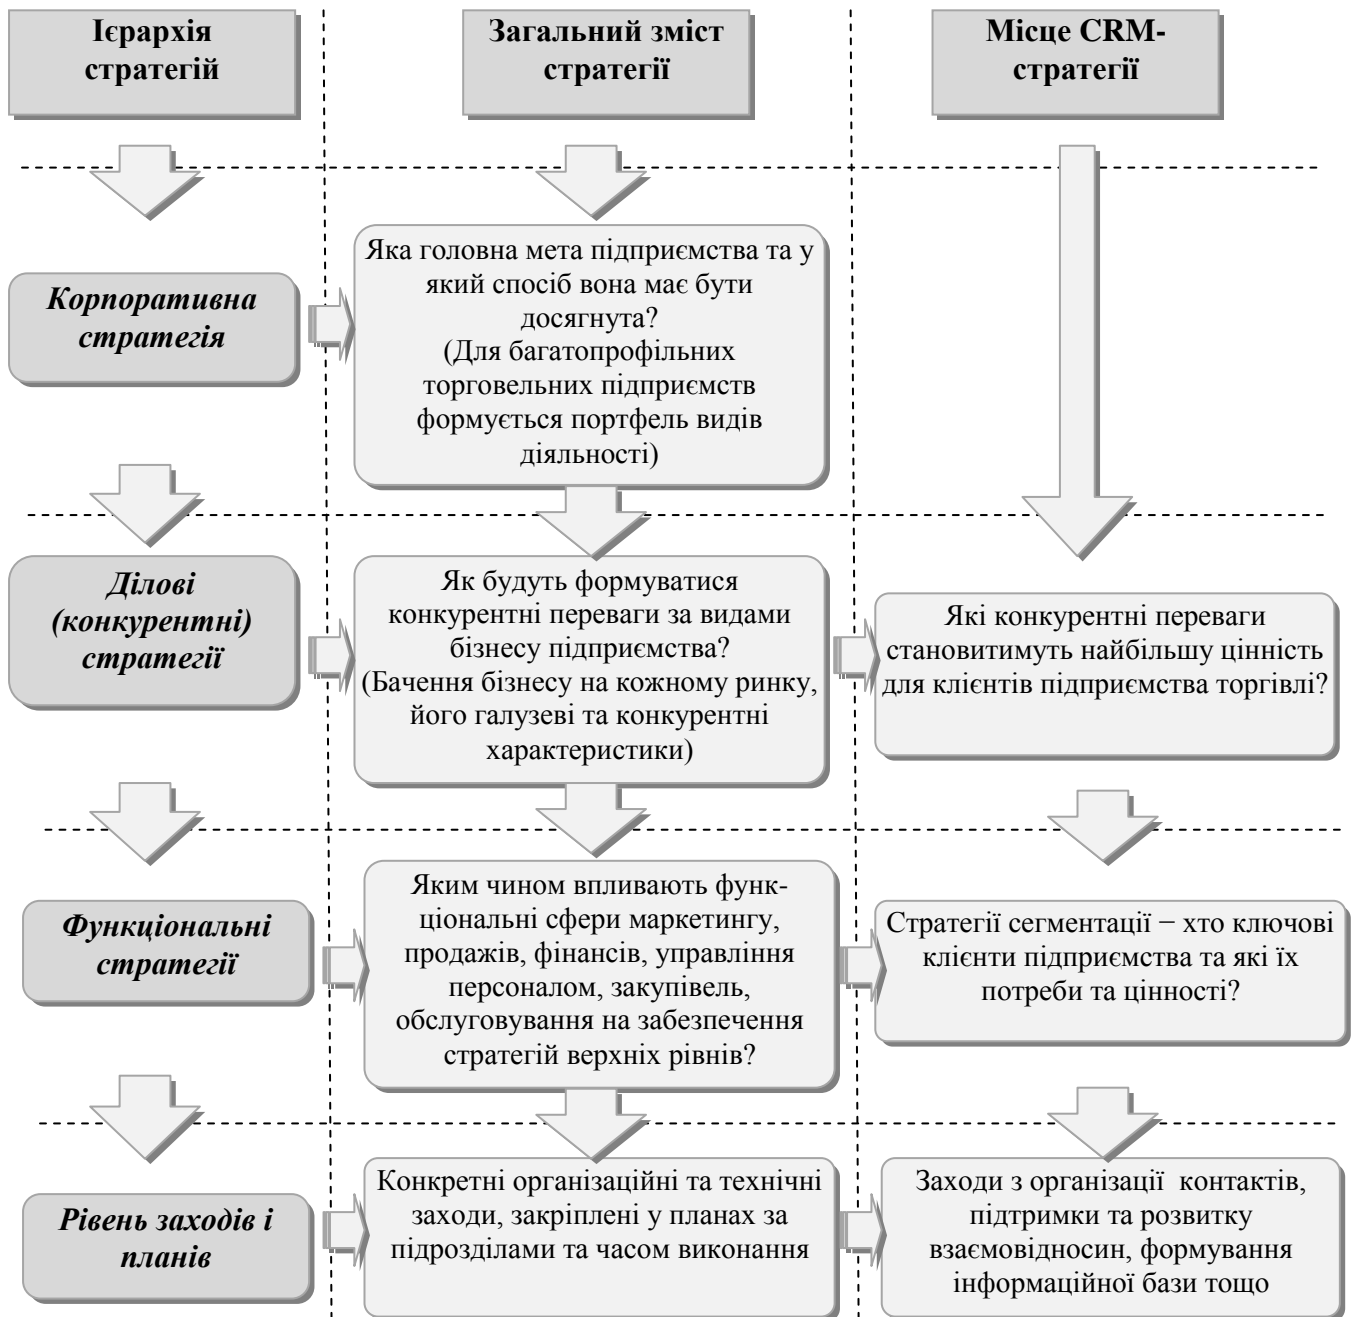 Ієрархія
стратегій
Загальний зміст
стратегії
Місце CRM-
стратегії
Корпоративна
стратегія
Яка головна мета підприємства та у
який спосіб вона має бути
досягнута?
(Для багатопрофільних
торговельних підприємств
формується портфель видів
діяльності)
Ділові
(конкурентні)
стратегії
Як будуть формуватися
конкурентні переваги за видами
бізнесу підприємства?
(Бачення бізнесу на кожному ринку,
його галузеві та конкурентні
характеристики)
Які конкурентні переваги
становитимуть найбільшу цінність
для клієнтів підприємства торгівлі?
Функціональні
стратегії
Яким чином впливають функ-
ціональні сфери маркетингу,
продажів, фінансів, управління
персоналом, закупівель,
обслуговування на забезпечення
стратегій верхніх рівнів?
Стратегії сегментації − хто ключові
клієнти підприємства та які їх
потреби та цінності?
Рівень заходів і
планів
Конкретні організаційні та технічні
заходи, закріплені у планах за
підрозділами та часом виконання
Заходи з організації контактів,
підтримки та розвитку
взаємовідносин, формування
інформаційної бази тощо